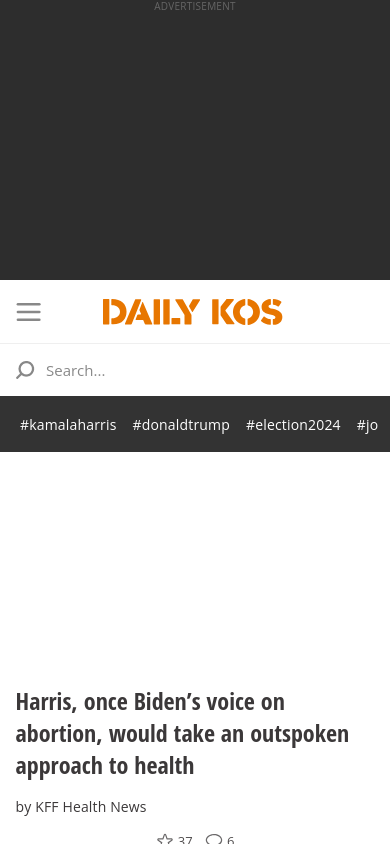 ADVERTISEMENT
DAILY KOS
Search...
#kamalaharris #donaldtrump #election2024 #jo
Harris, once Biden’s voice on
abortion, would take an outspoken
approach to health
by KFF Health News
37 6